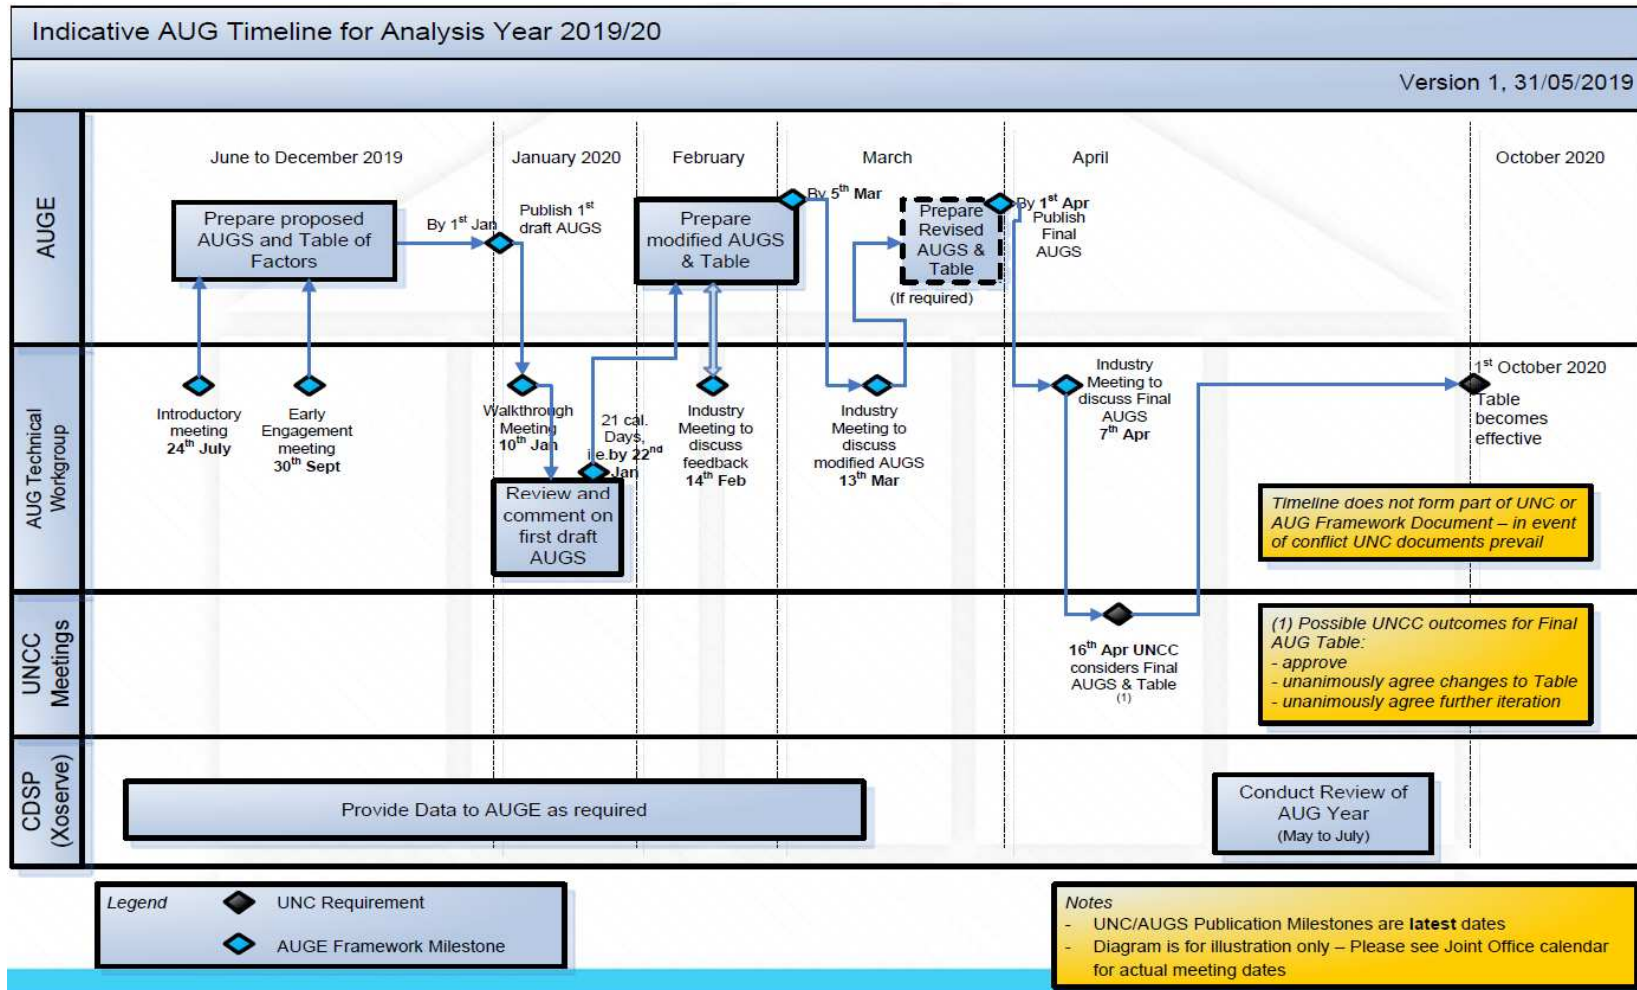 Indicative AUG Timeline for Analysis Year 2019/20
Version 1, 31/05/2019
AUGE
June to December 2019
January 2020
February
March
April
October 2020
Prepare proposed
AUGS and Table of
Factors
By 1st Jan
Publish 1st
draft AUGS
Prepare
modified AUGS
& Table
By 5th Mar
Prepare
Revised
AUGS &
Table
(If required)
By 1st Apr
Publish
Final
AUGS
AUG Technical
Workgroup
Introductory
meeting
24th July
Early
Engagement
meeting
30th Sept
Walkthrough
Meeting
10th Jan
21 cal.
Days,
i.e.by 22nd
Jan
Review and
comment on
first draft
AUGS
Industry
Meeting to
discuss
feedback
14th Feb
Industry
Meeting to
discuss
modified AUGS
13th Mar
Industry
Meeting to
discuss Final
AUGS
7th Apr
1st October 2020
Table
becomes
effective
Timeline does not form part of UNC or
AUG Framework Document – in event
of conflict UNC documents prevail
UNCC
Meetings
16th Apr UNCC
considers Final
AUGS & Table
(1)
(1) Possible UNCC outcomes for Final
AUG Table:
- approve
- unanimously agree changes to Table
- unanimously agree further iteration
CDSP
(Xoserve)
Provide Data to AUGE as required
Conduct Review of
AUG Year
(May to July)
Legend
UNC Requirement
AUGE Framework Milestone
Notes
- UNC/AUGS Publication Milestones are latest dates
- Diagram is for illustration only – Please see Joint Office calendar
for actual meeting dates